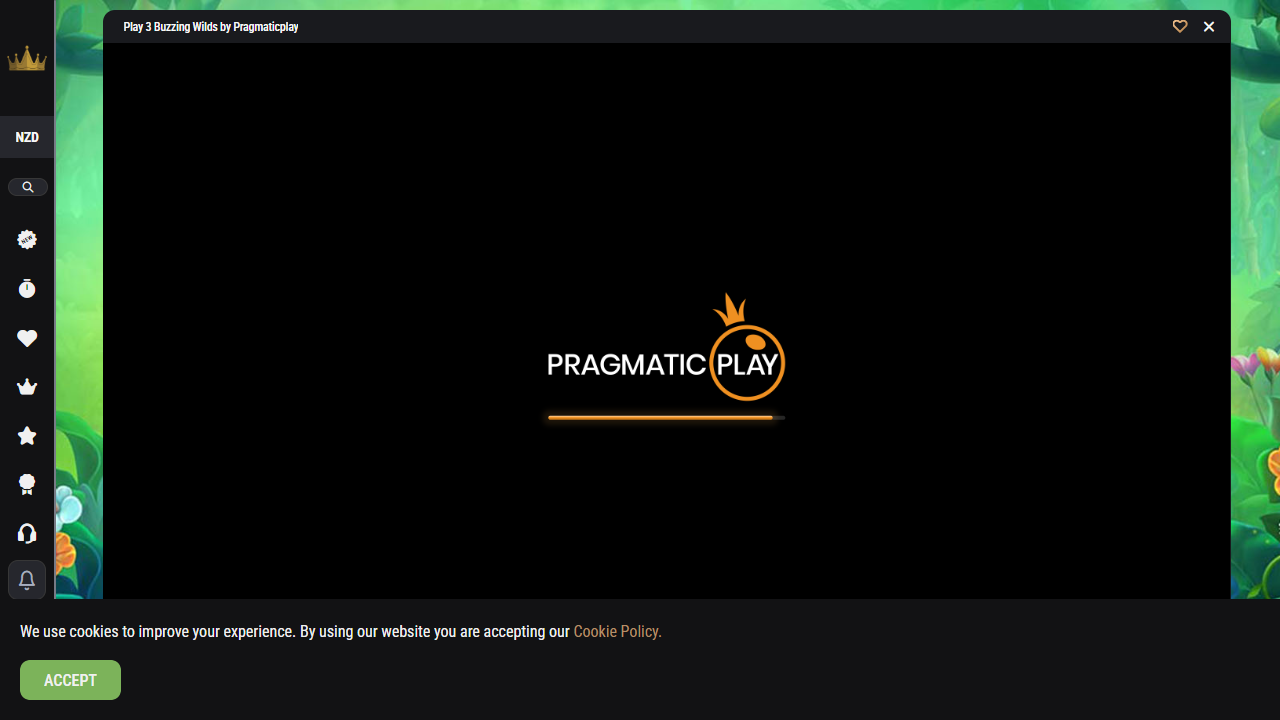 Play 3 Buzzing Wilds by Pragmaticplay
NZD
NEW
PRAGMATIC PLAY
We use cookies to improve your experience. By using our website you are accepting our Cookie Policy.
ACCEPT